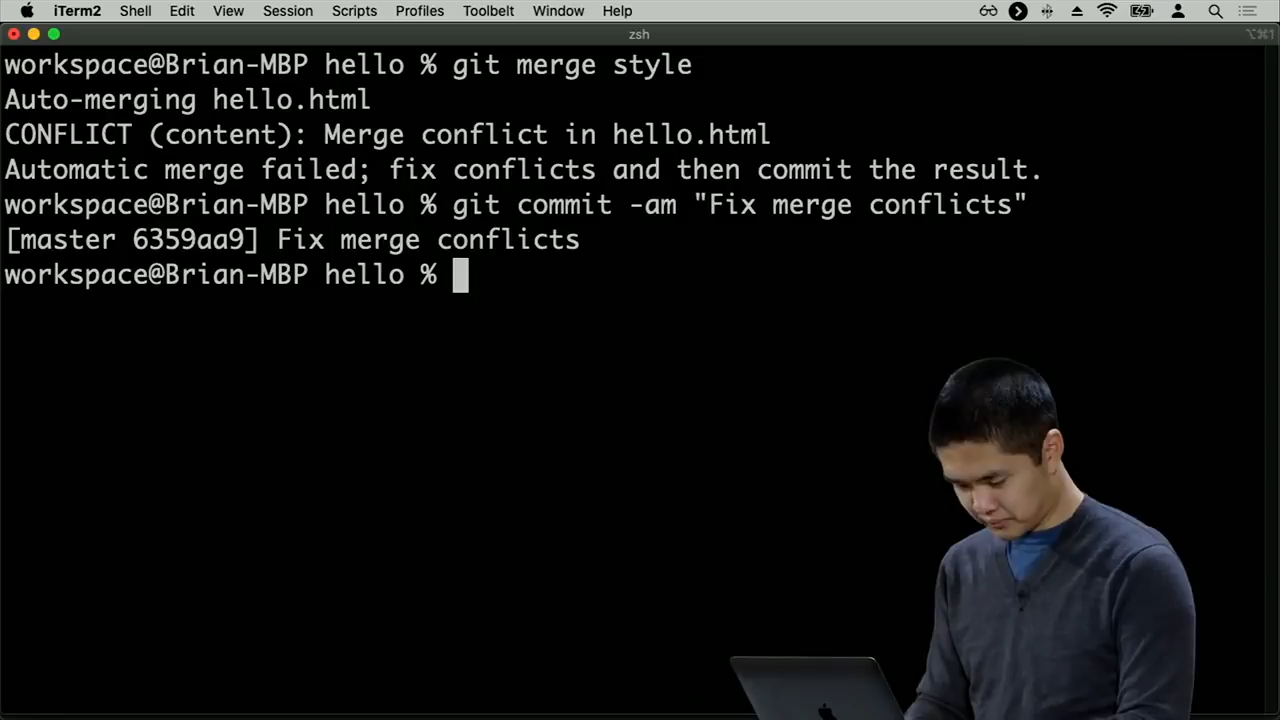 iTerm2 Shell Edit View Session Scripts Profiles Toolbelt Window Help
zsh
⌥⌘1
workspace@Brian-MBP hello % git merge style
Auto-merging hello.html
CONFLICT (content): Merge conflict in hello.html
Automatic merge failed; fix conflicts and then commit the result.
workspace@Brian-MBP hello % git commit -am "Fix merge conflicts"
[master 6359aa9] Fix merge conflicts
workspace@Brian-MBP hello %